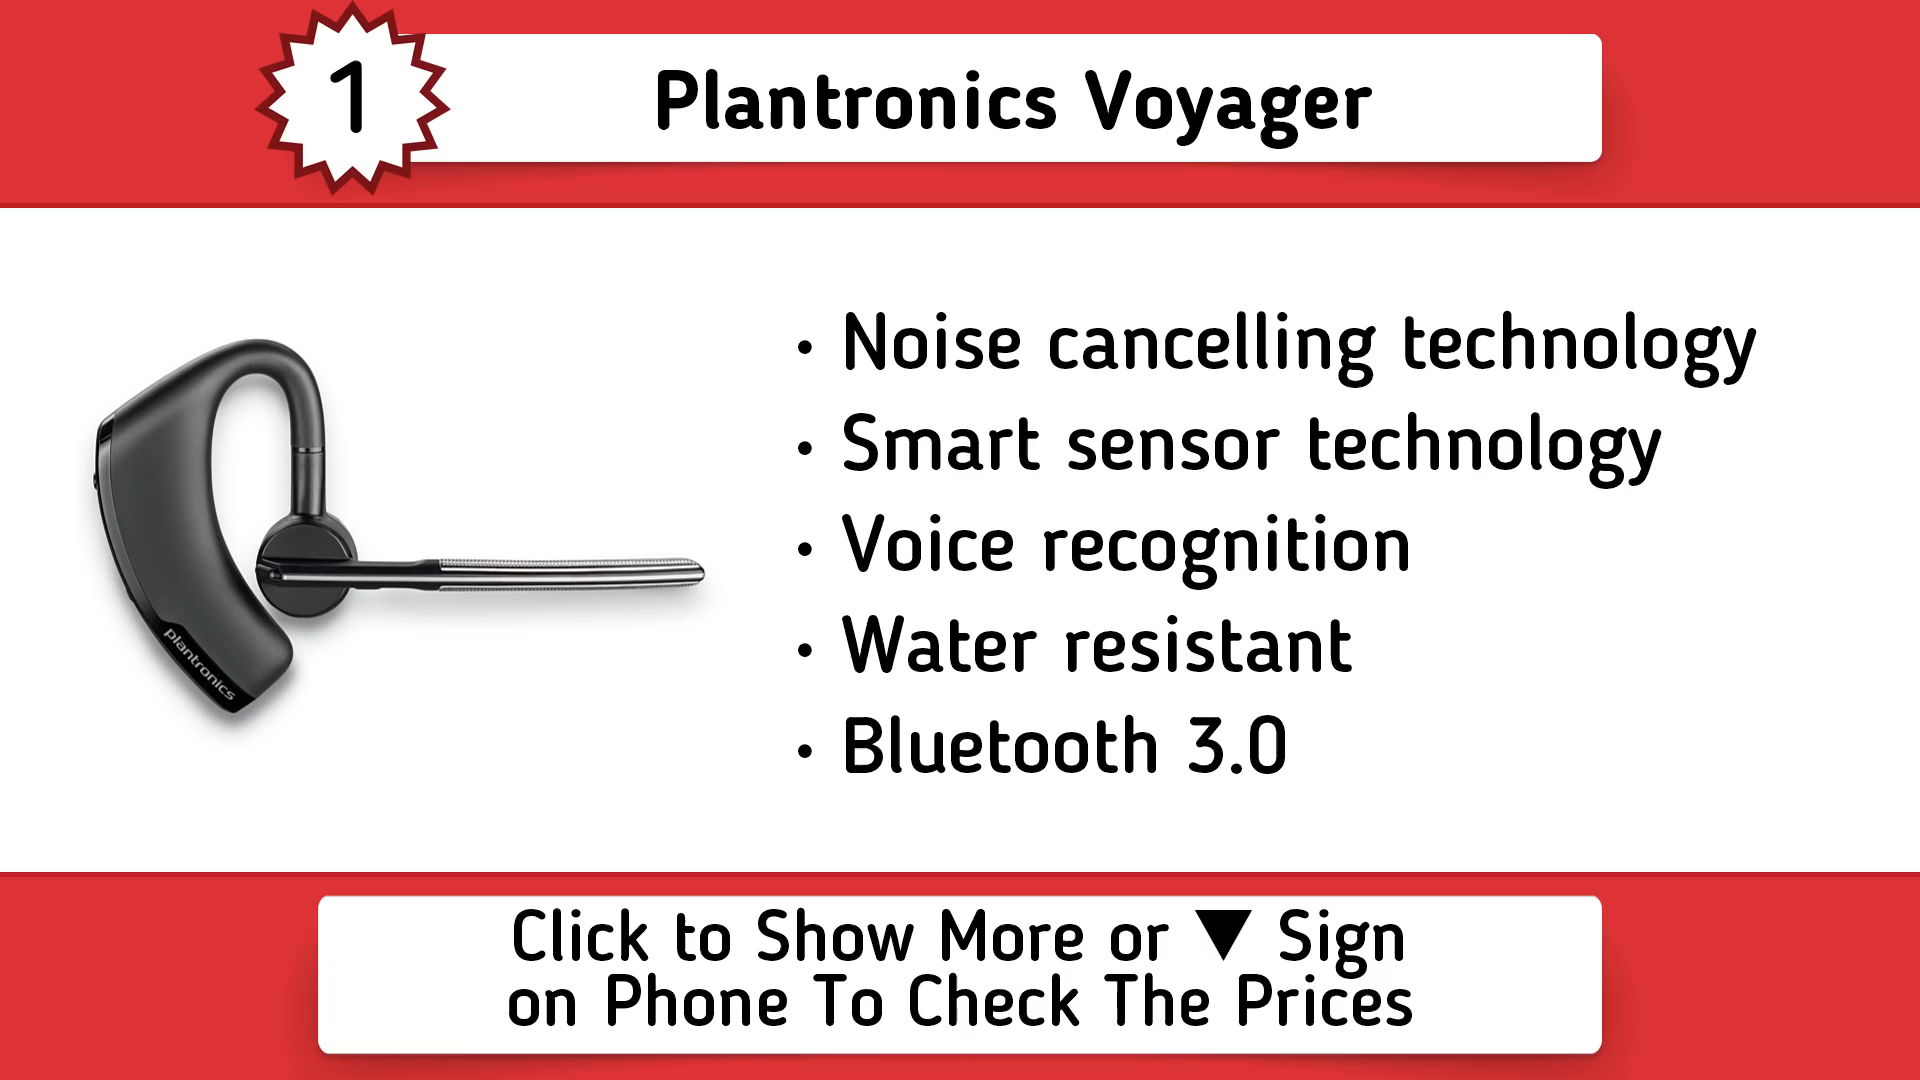 1
Plantronics Voyager
• Noise cancelling technology
• Smart sensor technology
• Voice recognition
• Water resistant
• Bluetooth 3.0
plantronics
Click to Show More or ▼ Sign
on Phone To Check The Prices